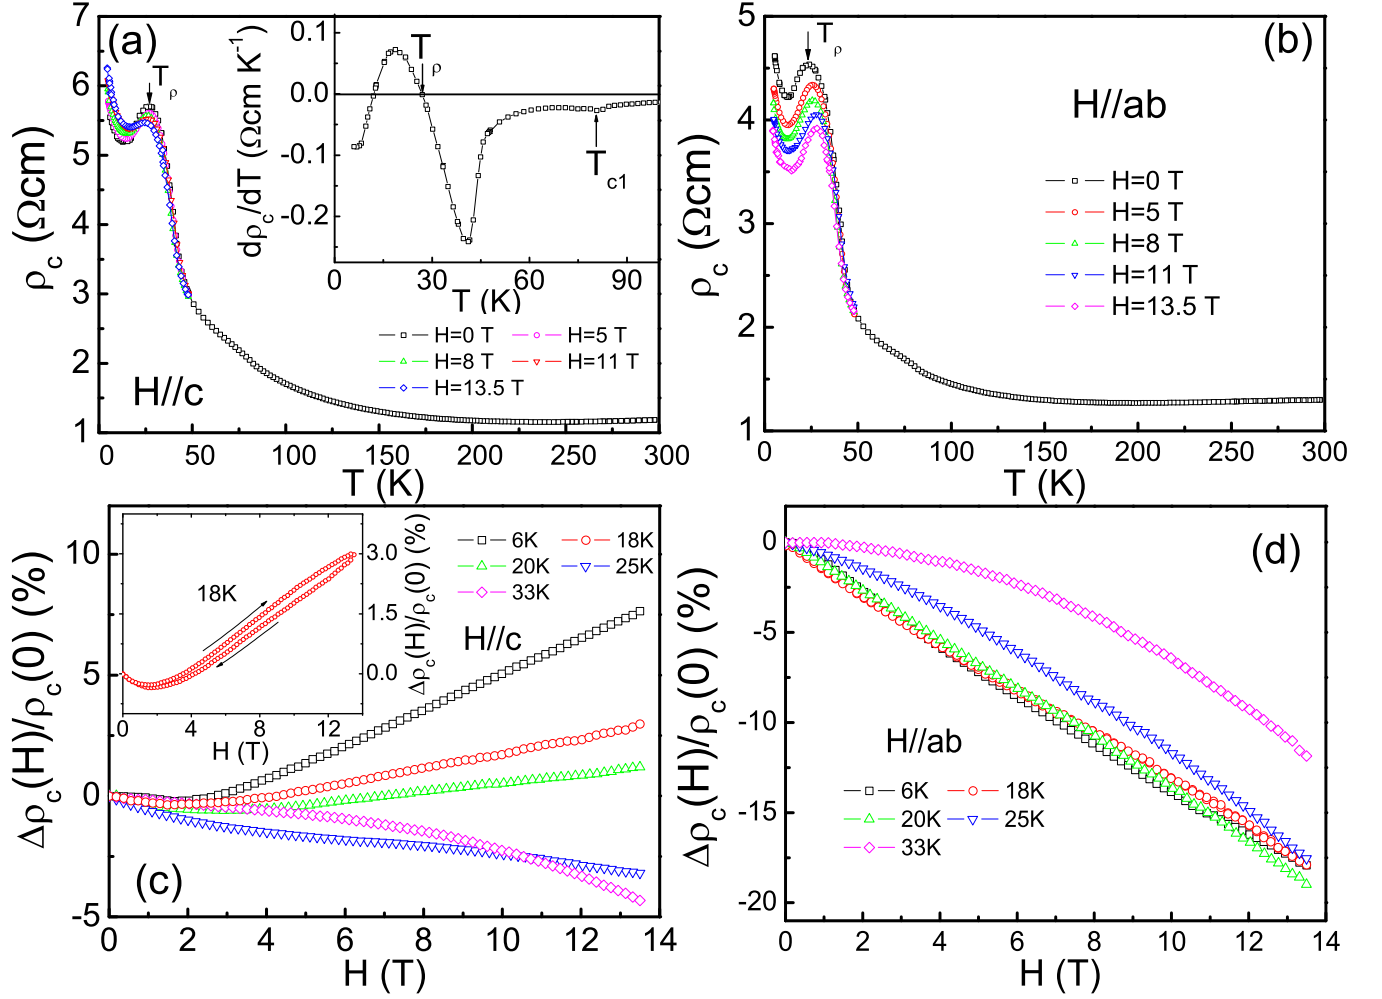 (a)
7
6
5
4
3
2
1
ρc (Ωcm)
0 50 100 150 200 250 300
T (K)
Tρ
H//c
0.1
0.0
-0.1
-0.2
dρc/dT (Ωcm K-1)
0 30 60 90
T (K)
Tρ
Tc1
H=0 T H=5 T
H=8 T H=11 T
H=13.5 T
(b)
5
4
3
2
1
ρc (Ωcm)
0 50 100 150 200 250 300
T (K)
Tρ
H//ab
H=0 T
H=5 T
H=8 T
H=11 T
H=13.5 T
(c)
10
5
0
-5
Δρc(H)/ρc(0) (%)
0 2 4 6 8 10 12 14
H (T)
18K
3.0
1.5
0.0
Δρc(H)/ρc(0) (%)
0 4 8 12
H (T)
6K 18K
20K 25K
33K
H//c
(d)
0
-5
-10
-15
-20
Δρc(H)/ρc(0) (%)
0 2 4 6 8 10 12 14
H (T)
H//ab
6K 18K
20K 25K
33K